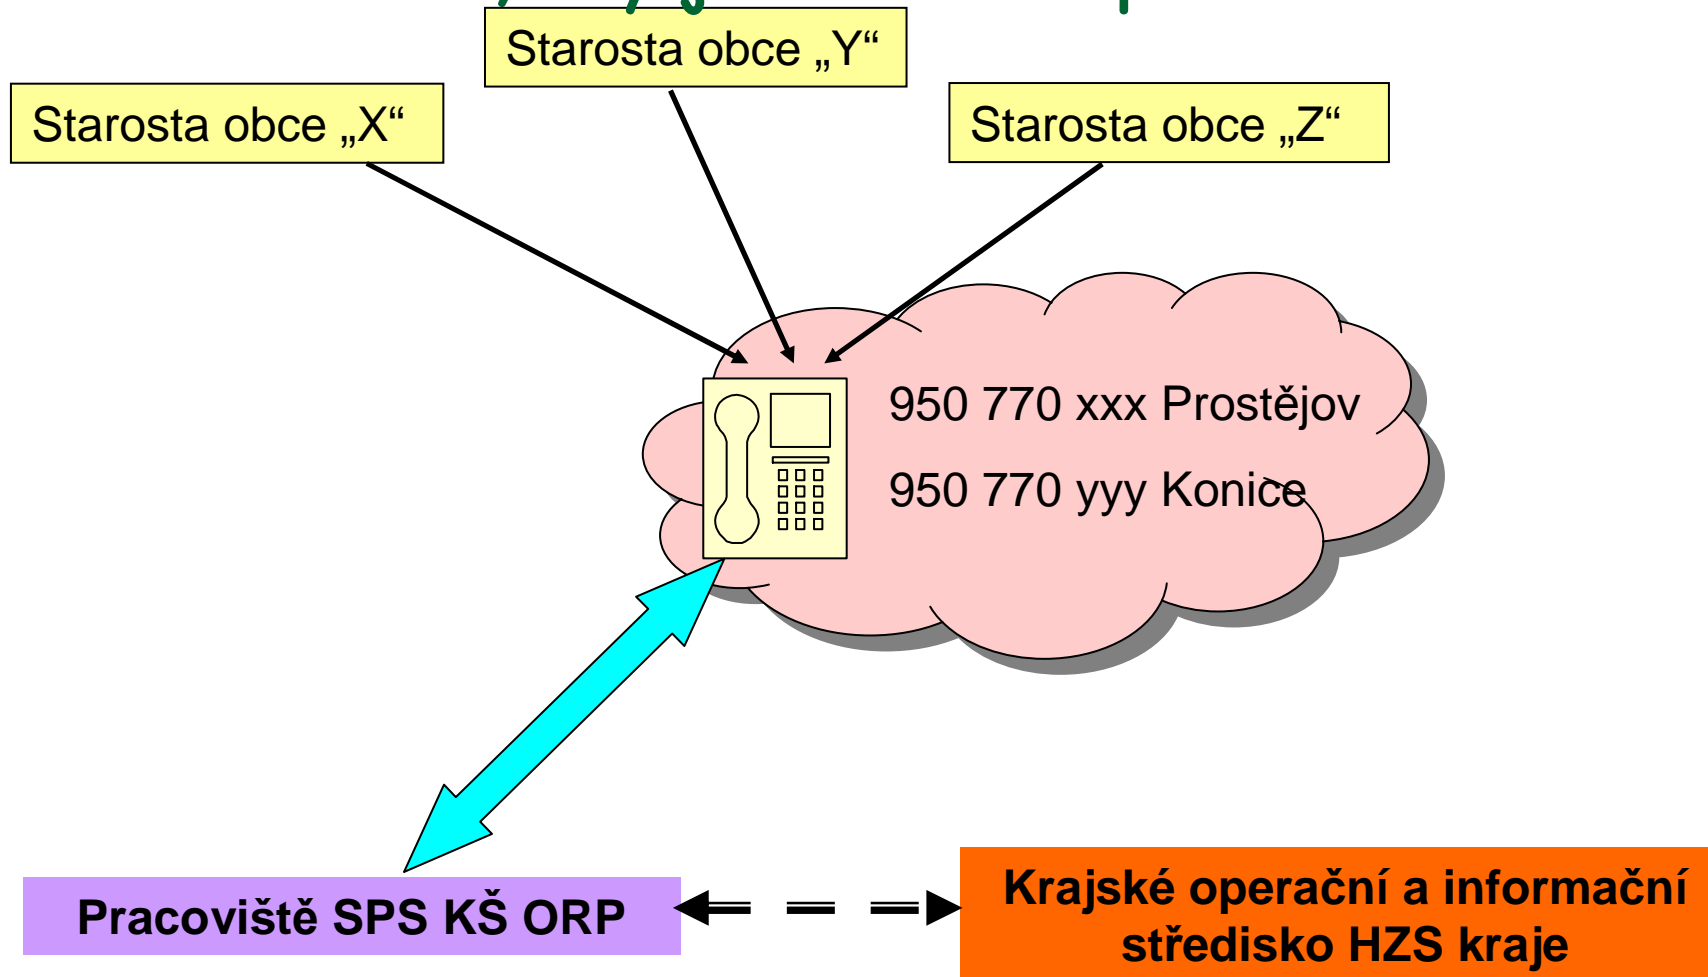 Starosta obce „Y“
Starosta obce „X“
Starosta obce „Z“
950 770 xxx Prostějov
950 770 yyy Konice
Pracoviště SPS KŠ ORP
Krajské operační a informační
středisko HZS kraje